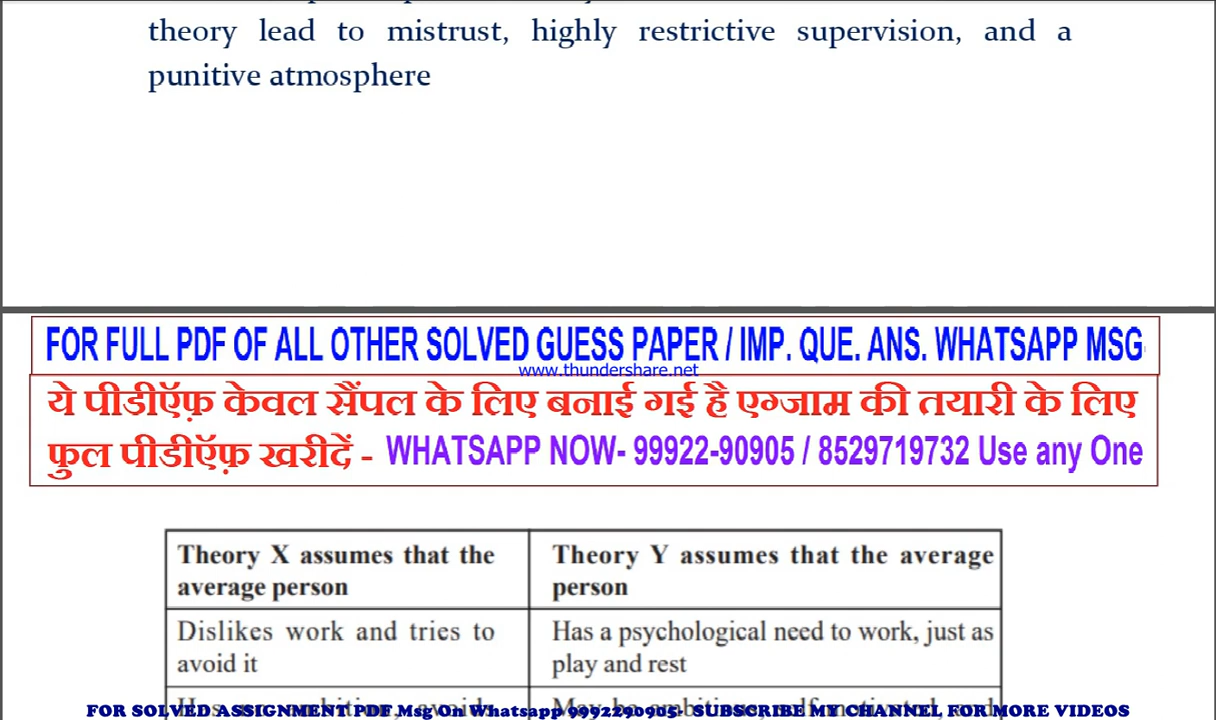 theory lead to mistrust, highly restrictive supervision, and a
punitive atmosphere
FOR FULL PDF OF ALL OTHER SOLVED GUESS PAPER / IMP. QUE. ANS. WHATSAPP MSG
www.thundershare.net
ये पीडीऍफ़ केवल सैंपल के लिए बनाई गई है एग्जाम की तयारी के लिए
फुल पीडीऍफ़ खरीदें - WHATSAPP NOW- 99922-90905 / 8529719732 Use any One
Theory X assumes that the
average person
Theory Y assumes that the average
person
Dislikes work and tries to
avoid it
Has a psychological need to work, just as
play and rest
FOR SOLVED ASSIGNMENT PDF Msg On Whatsapp 9992290905- SUBSCRIBE MY CHANNEL FOR MORE VIDEOS